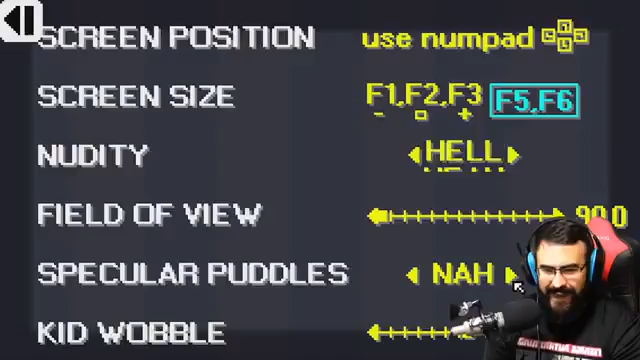 SCREEN POSITION use numpad
SCREEN SIZE F1,F2,F3 F5,F6
- +
NUDITY HELL
FIELD OF VIEW 90.0
SPECULAR PUDDLES NAH
KID WOBBLE